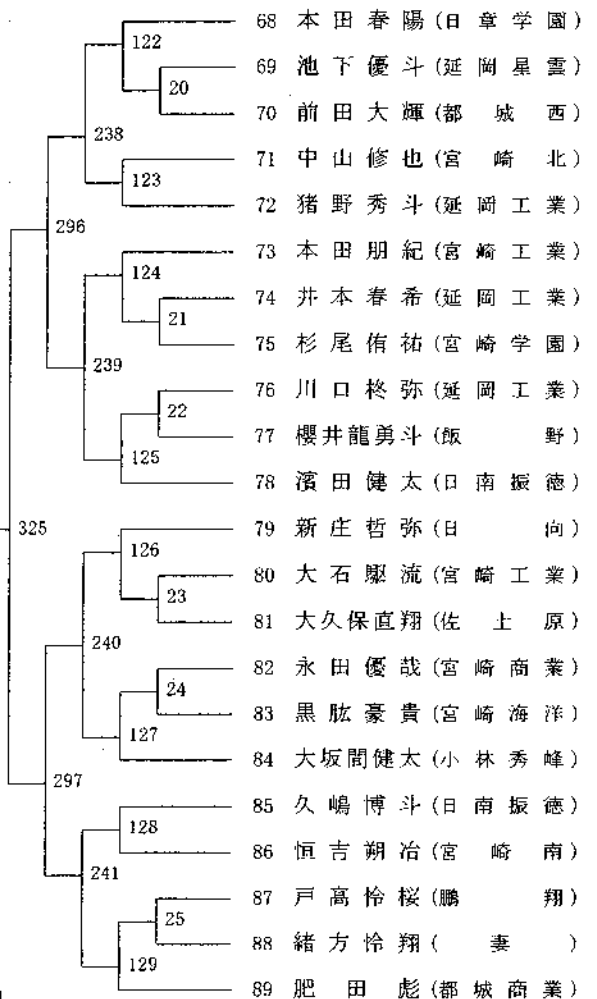 68 本田春陽(日章学園)
122
69 池下優斗(延岡星雲)
20
70 前田大輝(都城西)
238
71 中山修也(宮崎北)
123
72 猪野秀斗(延岡工業)
296
73 本田朋紀(宮崎工業)
124
74 井本春希(延岡工業)
21
75 杉尾侑祐(宮崎学園)
239
76 川口柊弥(延岡工業)
22
77 櫻井龍勇斗(飯野)
125
78 濱田健太(日南振徳)
325
79 新庄哲弥(日向)
126
80 大石駆流(宮崎工業)
23
81 大久保直翔(佐土原)
240
82 永田優哉(宮崎商業)
24
83 黒肱豪貴(宮崎海洋)
127
84 大坂間健太(小林秀峰)
297
85 久嶋博斗(日南振徳)
128
86 恒吉朔冶(宮崎南)
241
87 戸高怜桜(鵬翔)
25
88 緒方怜翔(妻)
129
89 肥田彪(都城商業)